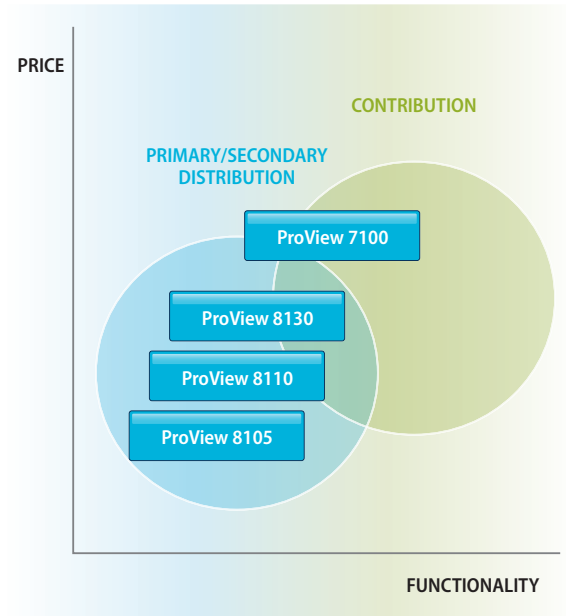 PRICE
CONTRIBUTION
PRIMARY/SECONDARY
DISTRIBUTION
ProView 7100
ProView 8130
ProView 8110
ProView 8105
FUNCTIONALITY